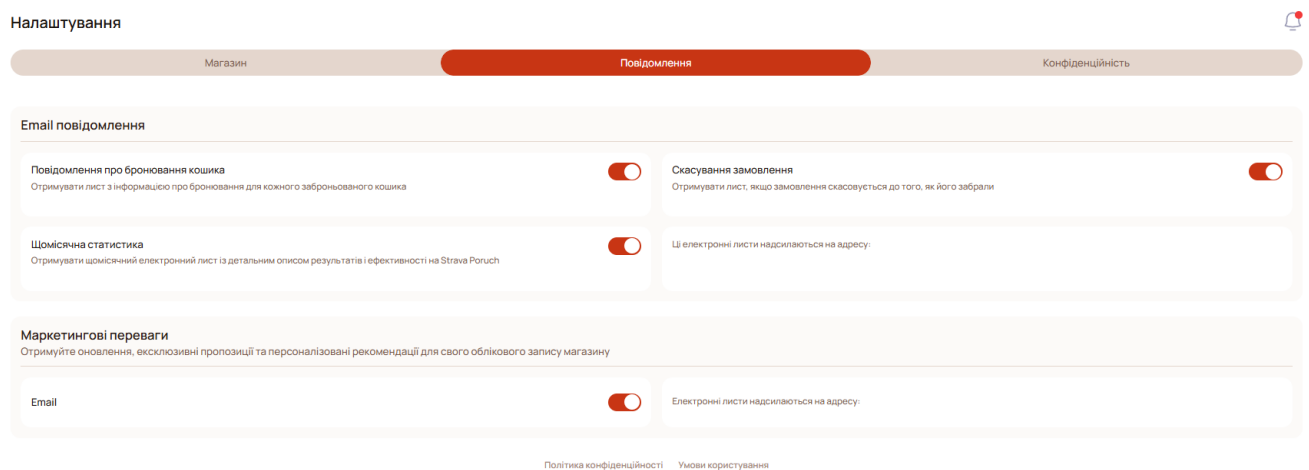 Налаштування
Магазин
Повідомлення
Конфіденційність
Email повідомлення
Повідомлення про бронювання кошика
Отримувати лист з інформацією про бронювання для кожного заброньованого кошика
Скасування замовлення
Отримувати лист, якщо замовлення скасовується до того, як його забрали
Щомісячна статистика
Отримувати щомісячний електронний лист із детальним описом результатів і ефективності на Strava Poruch
Ці електронні листи надсилаються на адресу:
Маркетингові переваги
Отримуйте оновлення, ексклюзивні пропозиції та персоналізовані рекомендації для свого облікового запису магазину
Email
Електронні листи надсилаються на адресу:
Політика конфіденційності
Умови користування